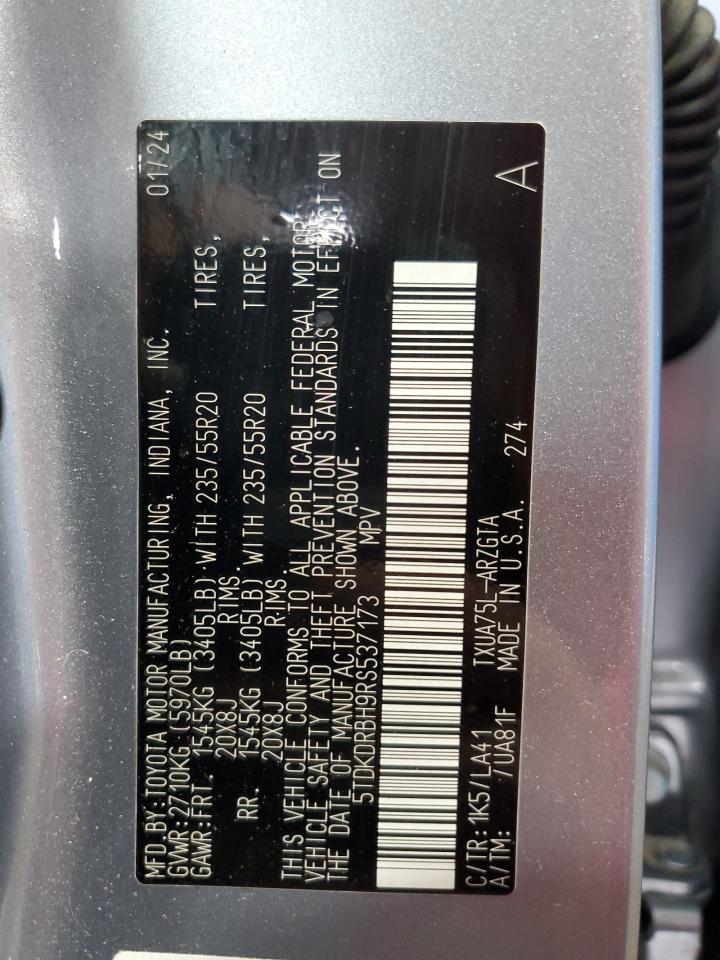 MFD.BY:TOYOTA MOTOR MANUFACTURING, INDIANA, INC. 01/24
GVWR:2710KG (5970LB)
GAWR:FRT. 1545KG (3405LB) WITH 235/55R20 TIRES,
20X8J RIMS.
RR. 1545KG (3405LB) WITH 235/55R20 TIRES,
20X8J RIMS.
THIS VEHICLE CONFORMS TO ALL APPLICABLE FEDERAL MOTOR
VEHICLE SAFETY AND THEFT PREVENTION STANDARDS IN EFFECT ON
THE DATE OF MANUFACTURE SHOWN ABOVE.
5TDKDRBH9RS537173 MPV
C/TR:1K5/LA41 TXUA75L-ARZGTA
A/TM: /UA81F MADE IN U.S.A. 274 A